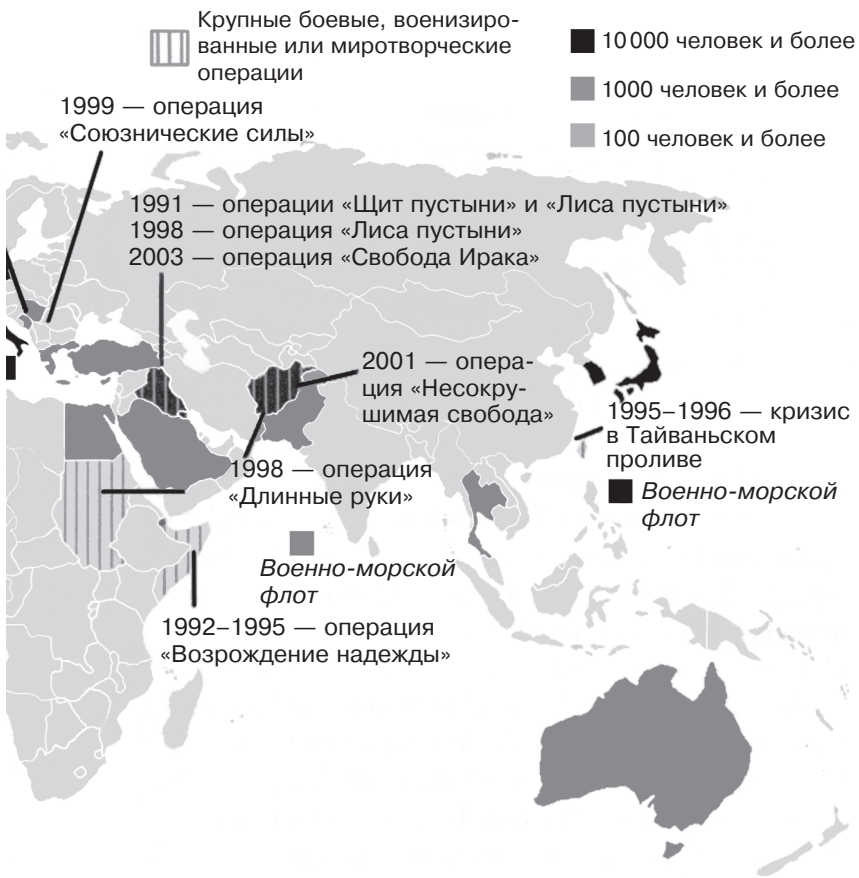 Крупные боевые, военизиро-
ванные или миротворческие
операции
10 000 человек и более
1000 человек и более
100 человек и более
1999 — операция
«Союзнические силы»
1991 — операции «Щит пустыни» и «Лиса пустыни»
1998 — операция «Лиса пустыни»
2003 — операция «Свобода Ирака»
2001 — опера-
ция «Несокру-
шимая свобода»
1995–1996 — кризис
в Тайваньском
проливе
Военно-морской
флот
1998 — операция
«Длинные руки»
Военно-морской
флот
1992–1995 — операция
«Возрождение надежды»